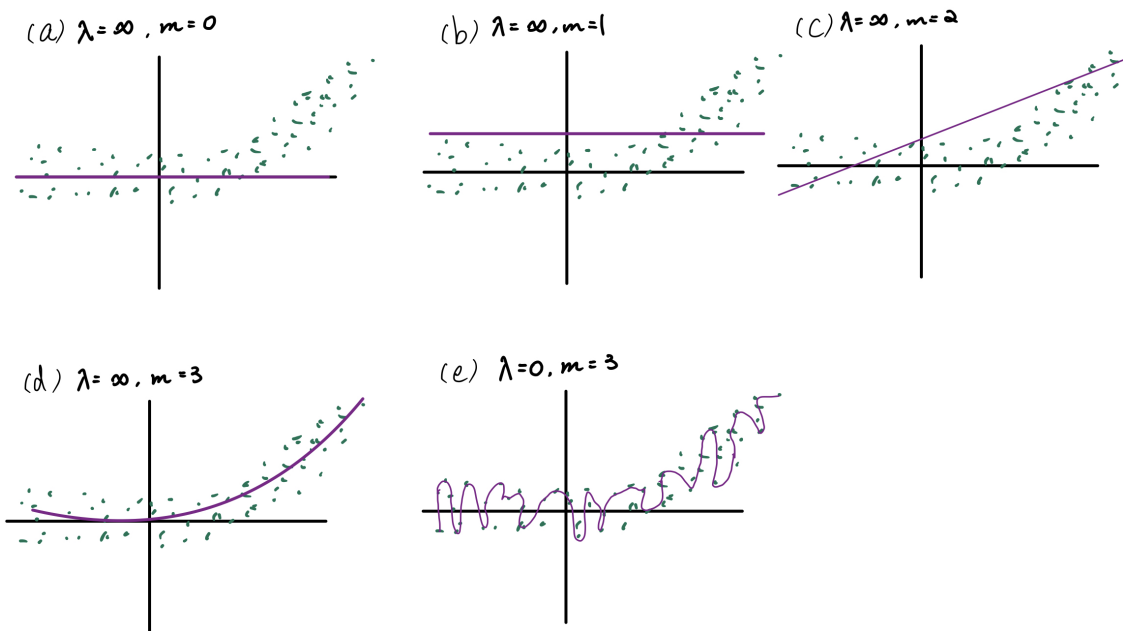 (a) λ=∞, m=0
(b) λ=∞, m=1
(c) λ=∞, m=2
(d) λ=∞, m=3
(e) λ=0, m=3